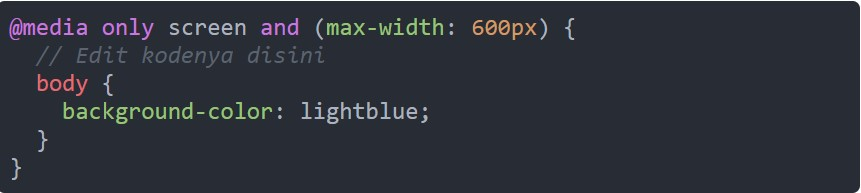 @media only screen and (max-width: 600px) {
  // Edit kodenya disini
  body {
    background-color: lightblue;
  }
}